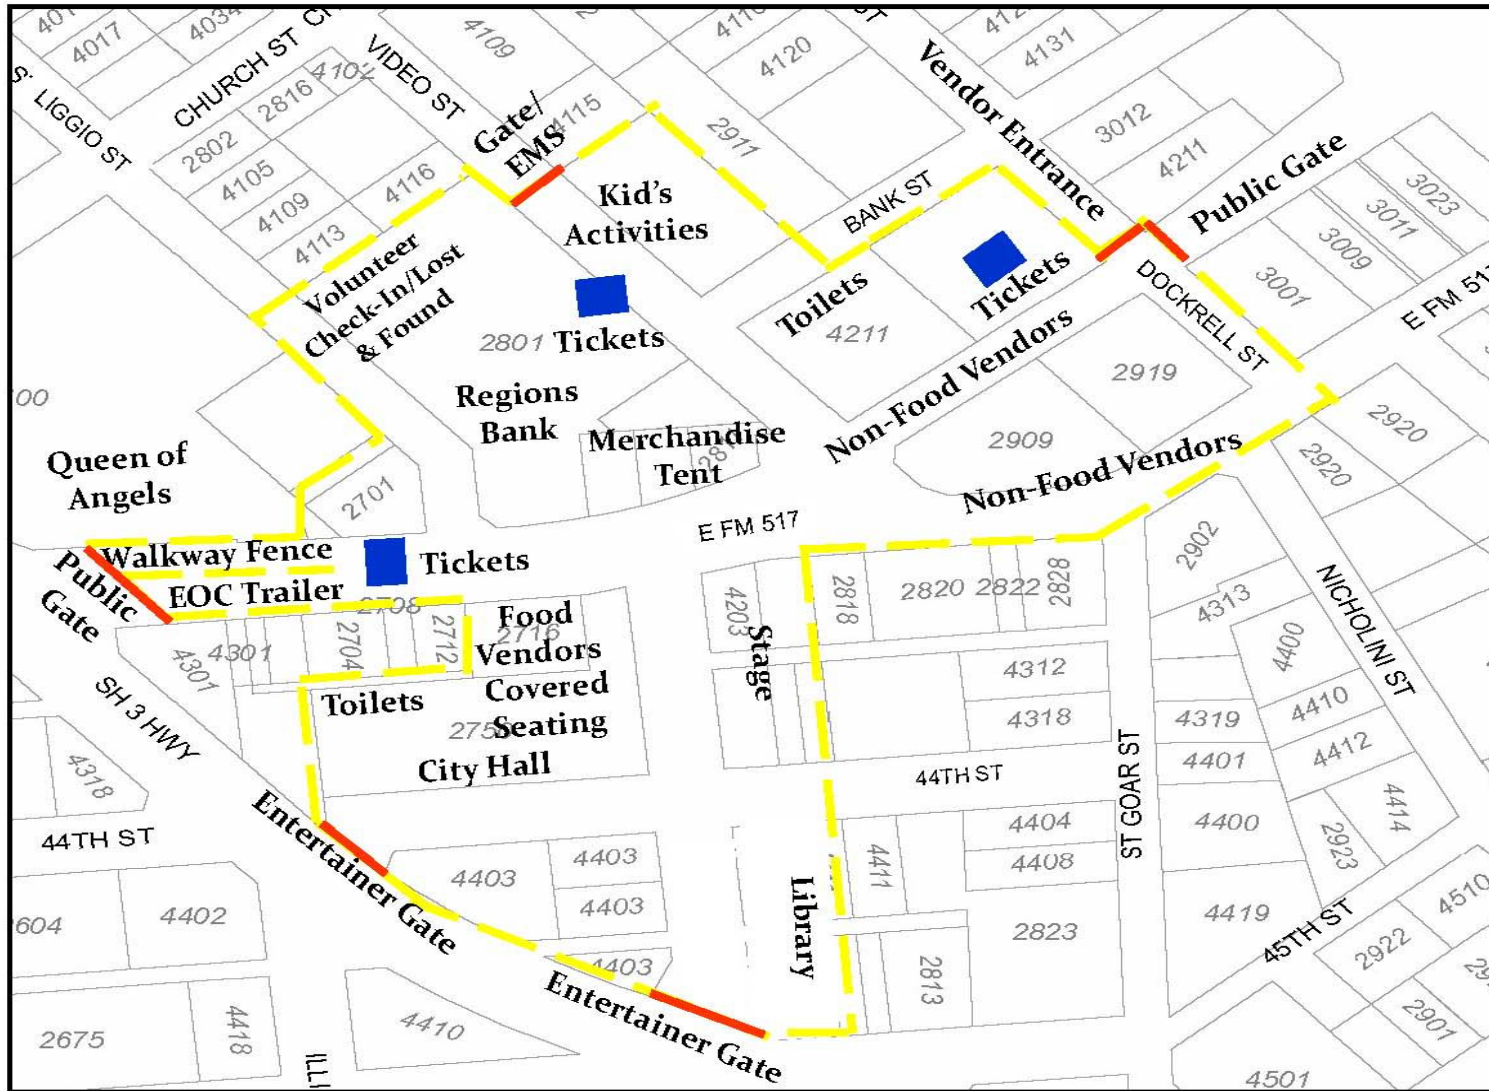 4017
4034
CHURCH ST
4102
VIDEO ST
4109
4110
4120
4131
LIGGIO ST
2816
2802
4105
4109
4113
4116
Gate/
EMS
4115
2911
Vendor Entrance
3012
4211
Public Gate
3023
3011
3009
3001
E FM 517
BANK ST
Kid's
Activities
Volunteer
Check-In/Lost
& Found
Tickets
2801
Toilets
4211
Tickets
DOCKRELL ST
Non-Food Vendors
2919
2909
Non-Food Vendors
2920
2920
Regions
Bank
Merchandise
Tent
Queen of
Angels
2701
E FM 517
Walkway Fence
Tickets
EOC Trailer
Public
Gate
2708
4301
4301
2704
2712
2716
Food
Vendors
Covered
Seating
Toilets
City Hall
4203
Stage
2818
2820
2822
2828
2902
4313
4400
NICHOLINI ST
4312
4318
4319
4410
4401
4412
4414
4400
2923
SH 3 HWY
4318
44TH ST
44TH ST
ST GOAR ST
Entertainer Gate
4403
4403
4403
4403
4404
4408
4411
Library
4402
2604
4419
45TH ST
4510
2922
2901
2823
2813
Entertainer Gate
2675
4418
4410
4501